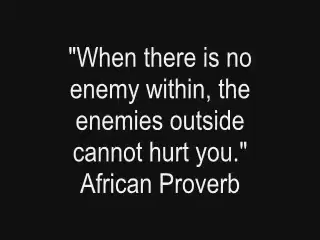 "When there is no
enemy within, the
enemies outside
cannot hurt you."
African Proverb